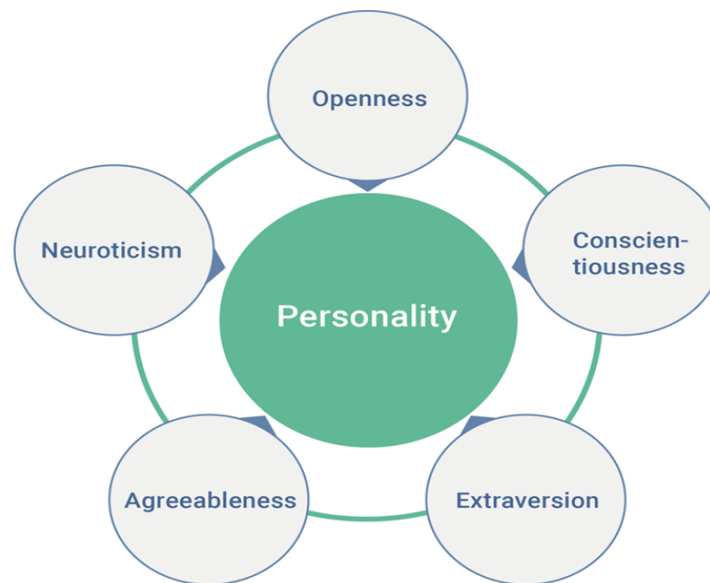 Openness
Neuroticism
Conscien-
tiousness
Personality
Agreeableness
Extraversion